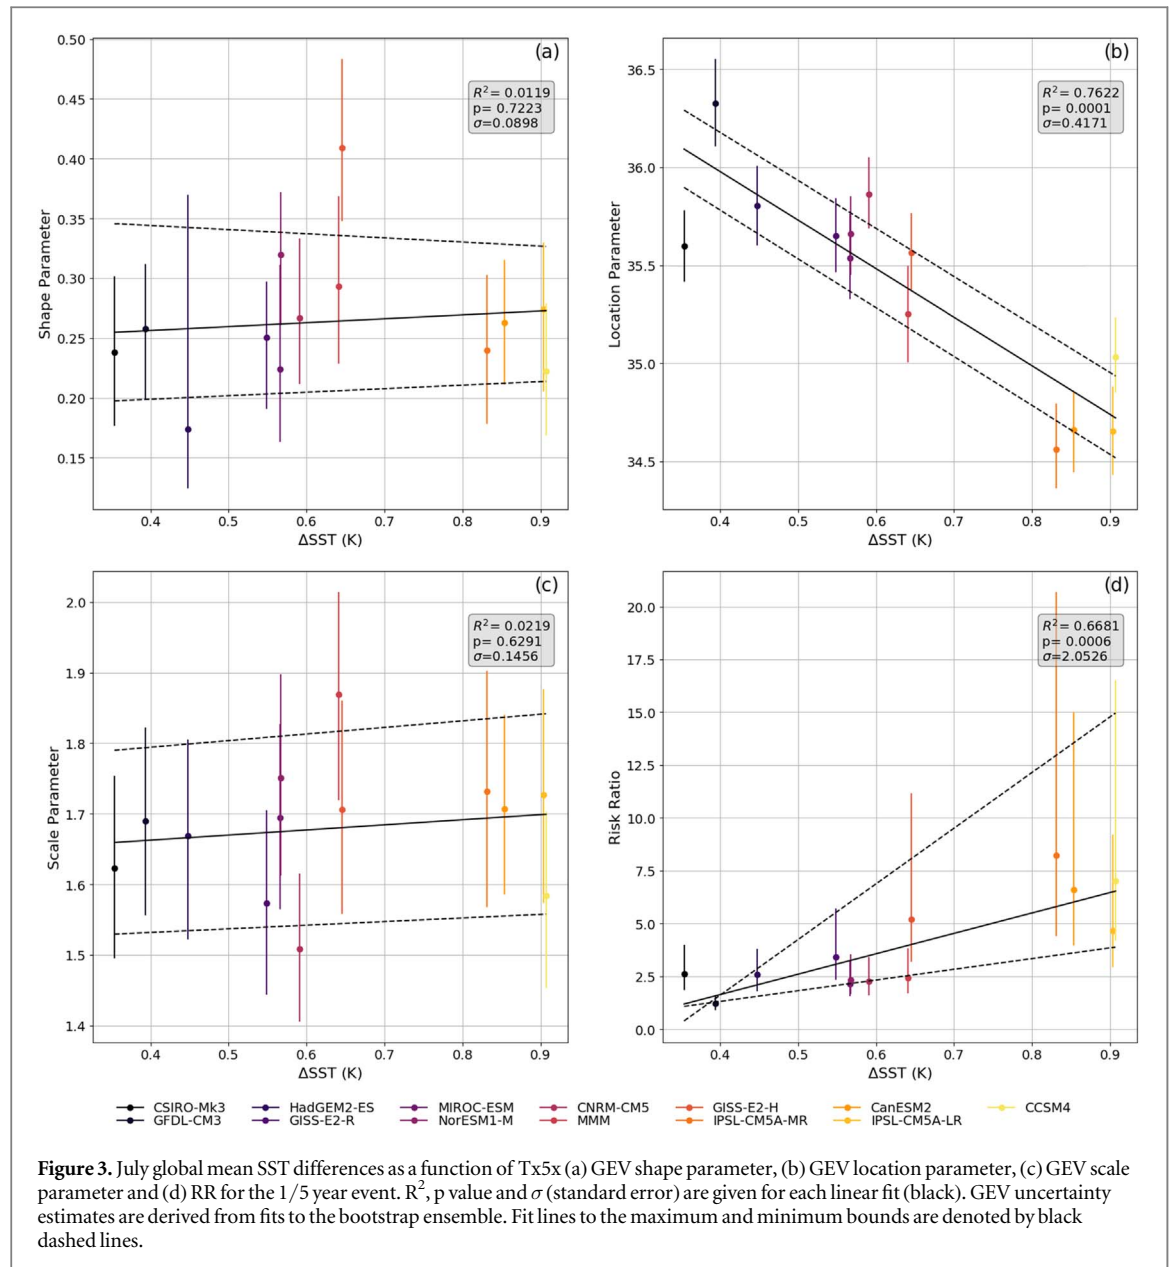 (a)
R2= 0.0119
p= 0.7223
σ=0.0898
0.50
0.45
0.40
0.35
0.30
0.25
0.20
0.15
Shape Parameter
0.4 0.5 0.6 0.7 0.8 0.9
ΔSST (K)
(b)
R2= 0.7622
p= 0.0001
σ=0.4171
36.5
36.0
35.5
35.0
34.5
Location Parameter
0.4 0.5 0.6 0.7 0.8 0.9
ΔSST (K)
(c)
R2= 0.0219
p= 0.6291
σ=0.1456
2.0
1.9
1.8
1.7
1.6
1.5
1.4
Scale Parameter
0.4 0.5 0.6 0.7 0.8 0.9
ΔSST (K)
(d)
R2= 0.6681
p= 0.0006
σ=2.0526
20.0
17.5
15.0
12.5
10.0
7.5
5.0
2.5
0.0
Risk Ratio
0.4 0.5 0.6 0.7 0.8 0.9
ΔSST (K)
CSIRO-Mk3 HadGEM2-ES MIROC-ESM CNRM-CM5 GISS-E2-H CanESM2 CCSM4
GFDL-CM3 GISS-E2-R NorESM1-M MMM IPSL-CM5A-MR IPSL-CM5A-LR
Figure 3. July global mean SST differences as a function of Tx5x (a) GEV shape parameter, (b) GEV location parameter, (c) GEV scale
parameter and (d) RR for the 1/5 year event. R2, p value and σ (standard error) are given for each linear fit (black). GEV uncertainty
estimates are derived from fits to the bootstrap ensemble. Fit lines to the maximum and minimum bounds are denoted by black
dashed lines.